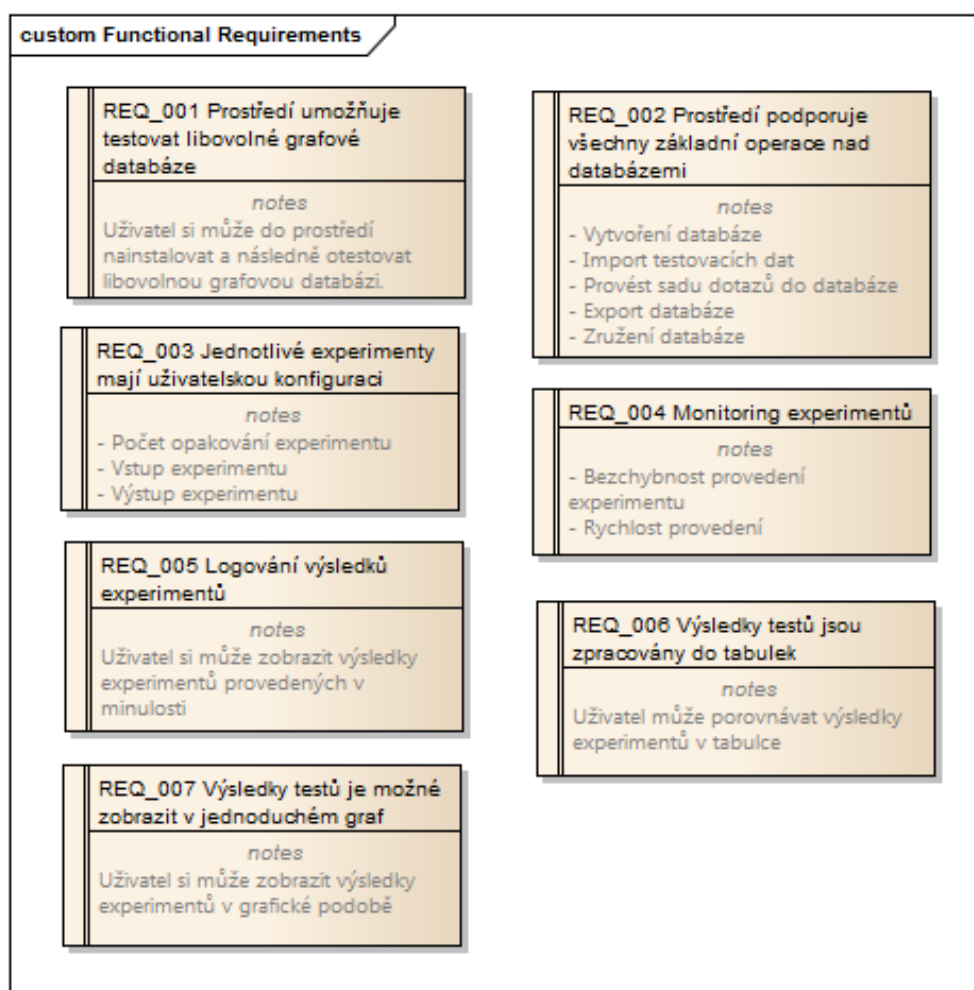 custom Functional Requirements
REQ_001 Prostředí umožňuje
testovat libovolné grafové
databáze
notes
Uživatel si může do prostředí
nainstalovat a následně otestovat
libovolnou grafovou databázi.
REQ_002 Prostředí podporuje
všechny základní operace nad
databázemi
notes
- Vytvoření databáze
- Import testovacích dat
- Provést sadu dotazů do databáze
- Export databáze
- Zružení databáze
REQ_003 Jednotlivé experimenty
mají uživatelskou konfiguraci
notes
- Počet opakování experimentu
- Vstup experimentu
- Výstup experimentu
REQ_004 Monitoring experimentů
notes
- Bezchybnost provedení
experimentu
- Rychlost provedení
REQ_005 Logování výsledků
experimentů
notes
Uživatel si může zobrazit výsledky
experimentů provedených v
minulosti
REQ_006 Výsledky testů jsou
zpracovány do tabulek
notes
Uživatel může porovnávat výsledky
experimentů v tabulce
REQ_007 Výsledky testů je možné
zobrazit v jednoduchém graf
notes
Uživatel si může zobrazit výsledky
experimentů v grafické podobě